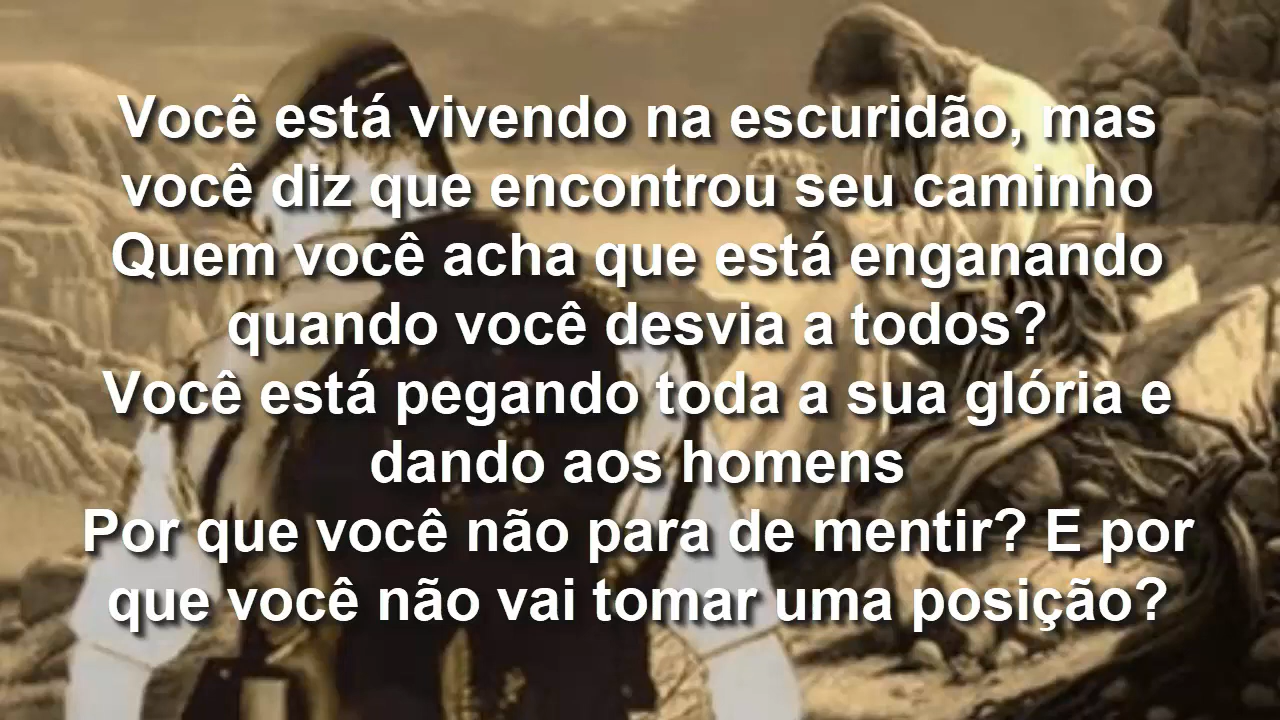 Você está vivendo na escuridão, mas
você diz que encontrou seu caminho
Quem você acha que está enganando
quando você desvia a todos?
Você está pegando toda a sua glória e
dando aos homens
Por que você não para de mentir? E por
que você não vai tomar uma posição?